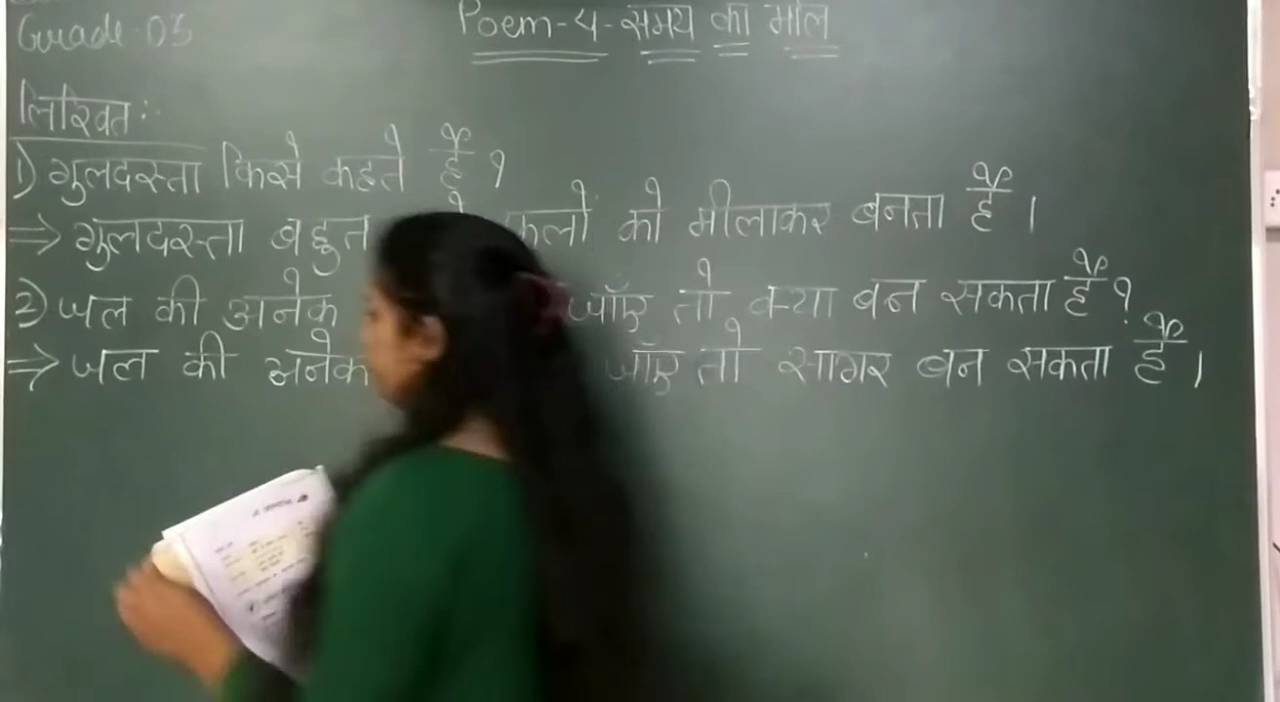 Grade-05
Poem-4-समय का मोल
लिखित:-
1) गुलदस्ता किसे कहते हैं ?
⇒ गुलदस्ता बहुत फूलों को मीलाकर बनता हैं ।
2) जल की अनेक जाँए तो क्या बन सकता हैं ?
⇒ जल की अनेक जाँए तो सागर बन सकता हैं ।